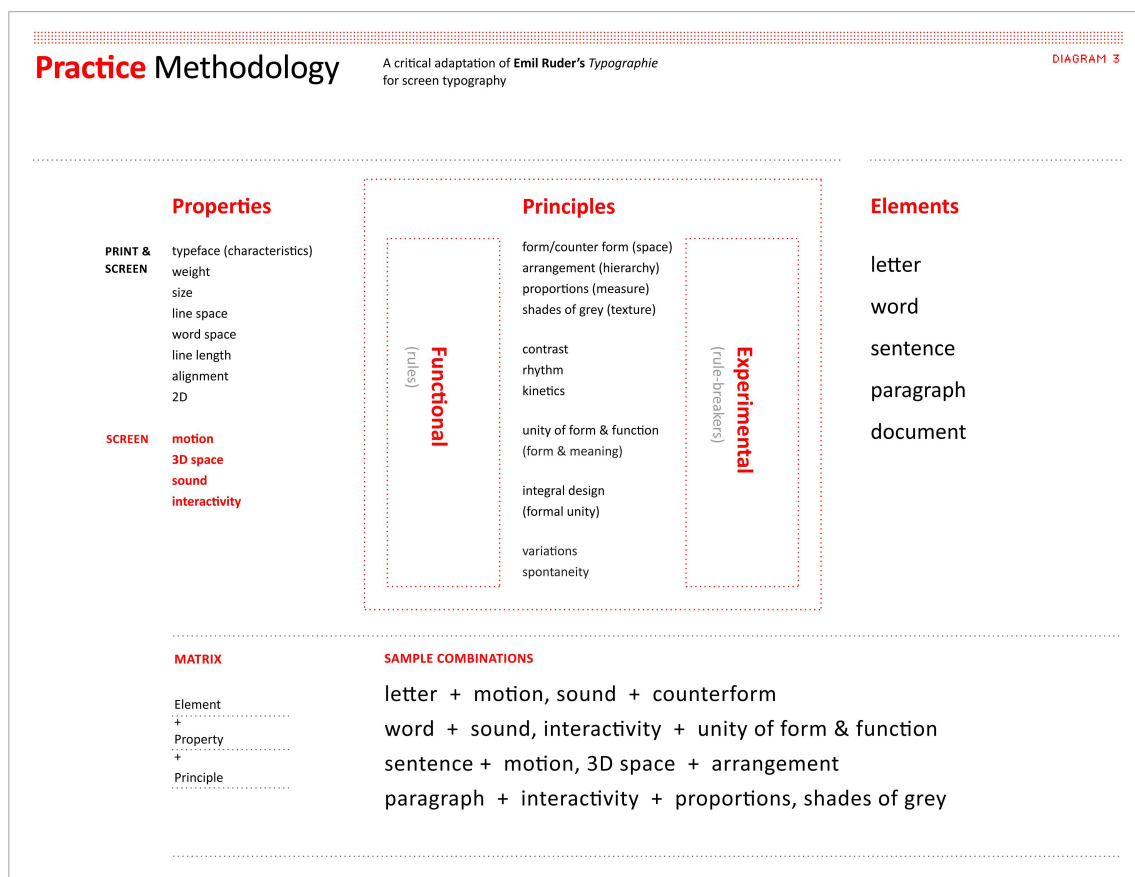 Practice Methodology
A critical adaptation of Emil Ruder's Typographie
for screen typography
DIAGRAM 3
Properties
PRINT &
SCREEN
typeface (characteristics)
weight
size
line space
word space
line length
alignment
2D
SCREEN
motion
3D space
sound
interactivity
Functional
(rules)
Principles
form/counter form (space)
arrangement (hierarchy)
proportions (measure)
shades of grey (texture)
contrast
rhythm
kinetics
unity of form & function
(form & meaning)
integral design
(formal unity)
variations
spontaneity
Experimental
(rule-breakers)
Elements
letter
word
sentence
paragraph
document
MATRIX
Element
+
Property
+
Principle
SAMPLE COMBINATIONS
letter + motion, sound + counterform
word + sound, interactivity + unity of form & function
sentence + motion, 3D space + arrangement
paragraph + interactivity + proportions, shades of grey